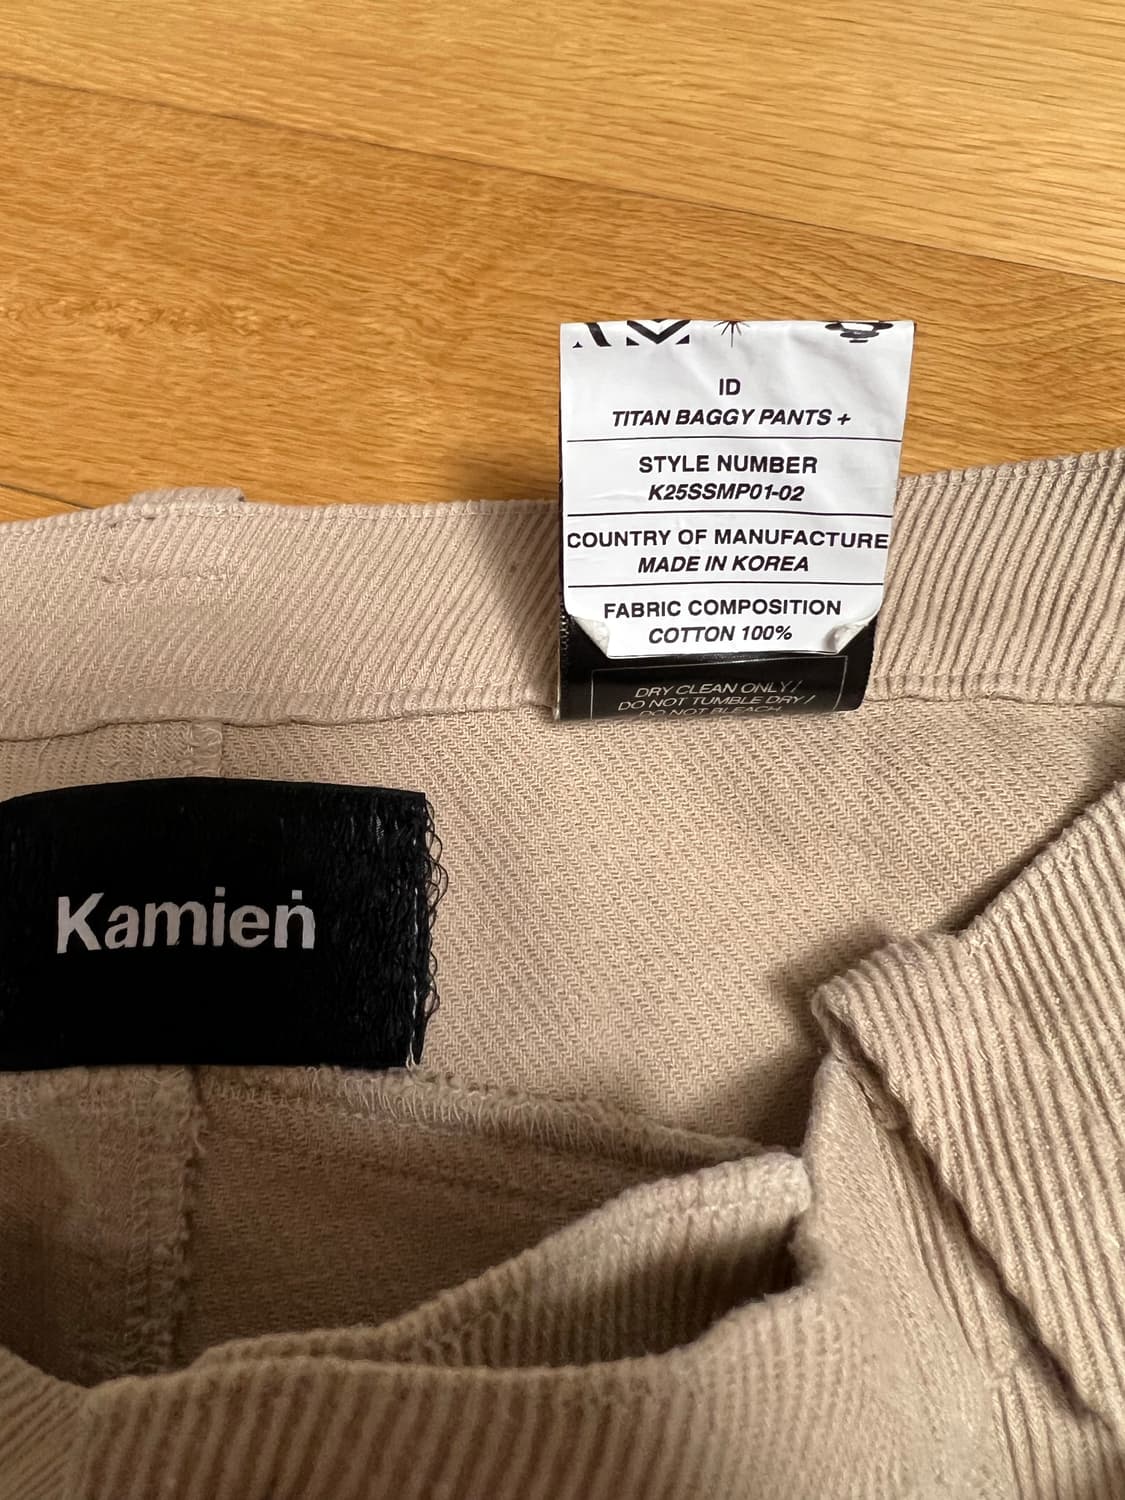 ID
TITAN BAGGY PANTS +
STYLE NUMBER
K25SSMP01-02
COUNTRY OF MANUFACTURE
MADE IN KOREA
FABRIC COMPOSITION
COTTON 100%
DRY CLEAN ONLY /
DO NOT TUMBLE DRY /
DO NOT BLEACH
Kamieṅ